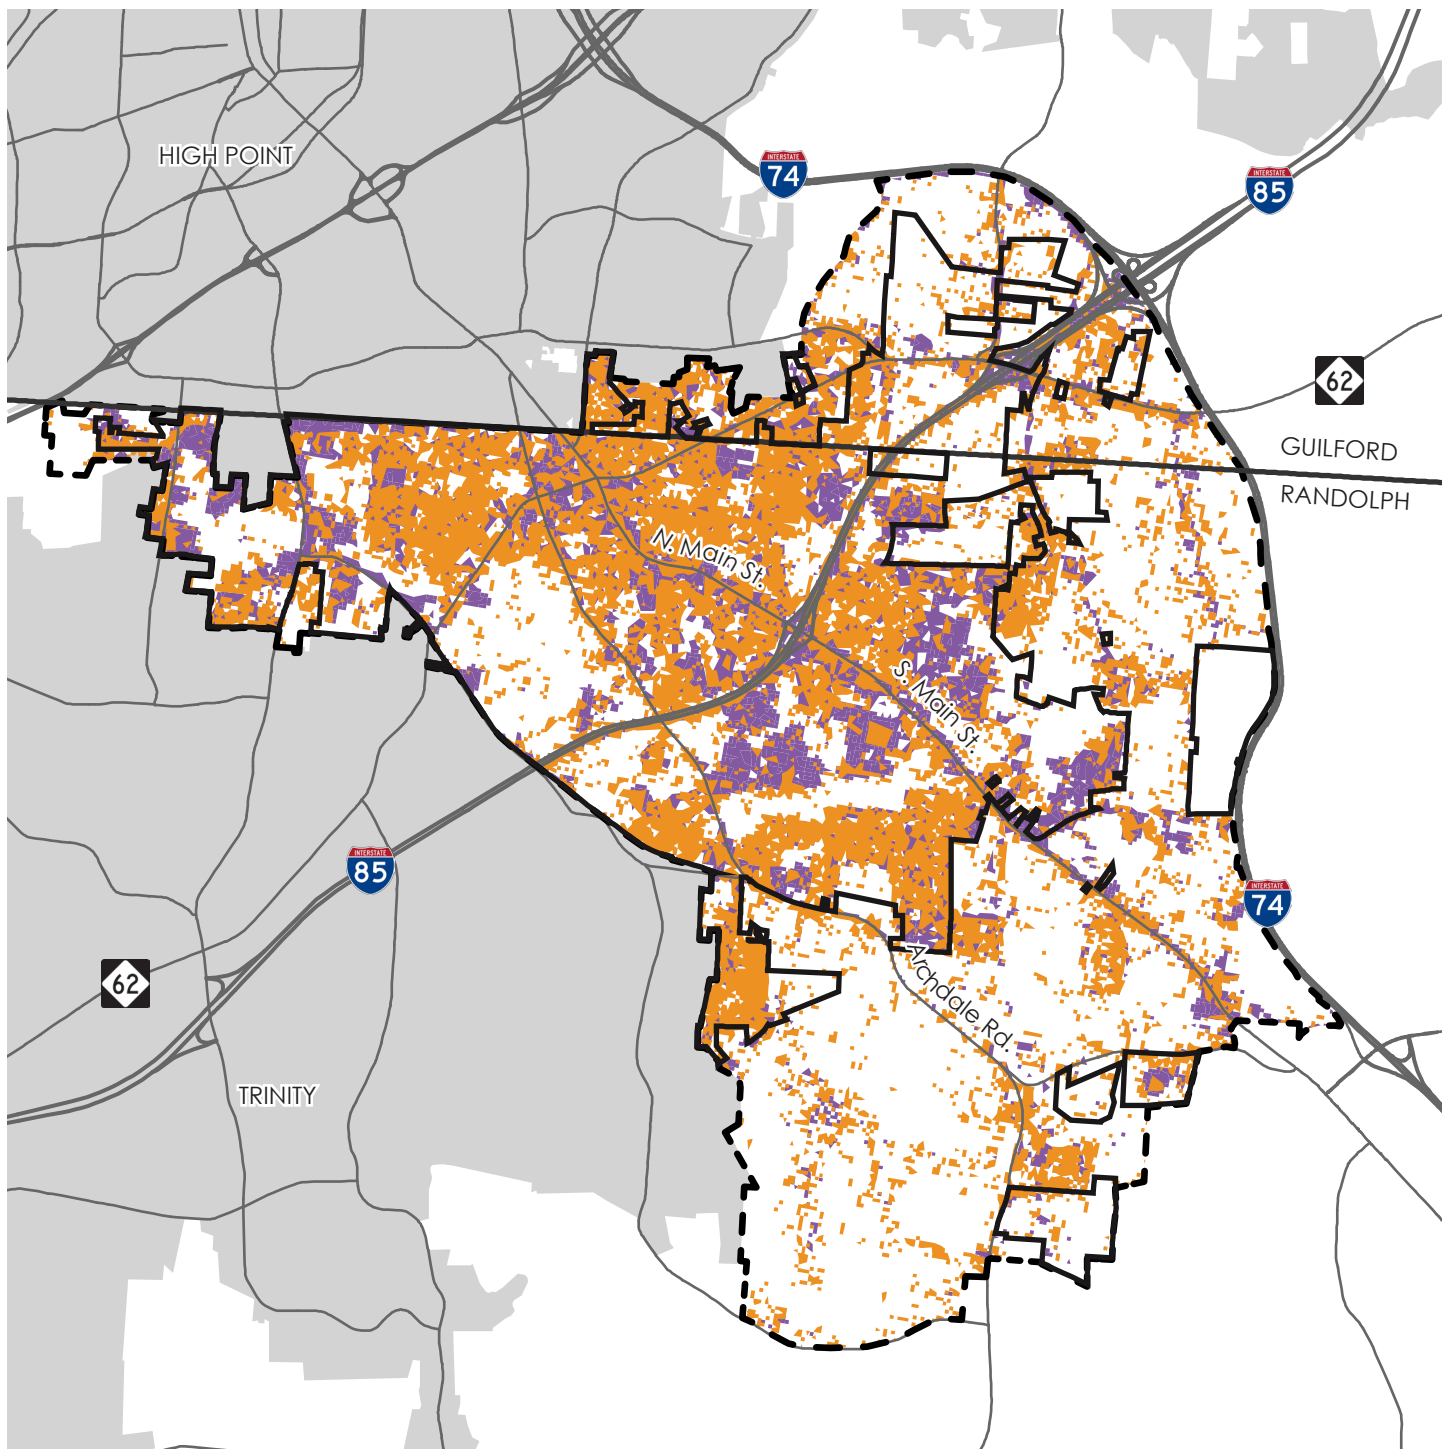 HIGH POINT
INTERSTATE
74
INTERSTATE
85
62
GUILFORD
RANDOLPH
N. Main St.
S. Main St.
INTERSTATE
85
INTERSTATE
74
62
Archdale Rd.
TRINITY